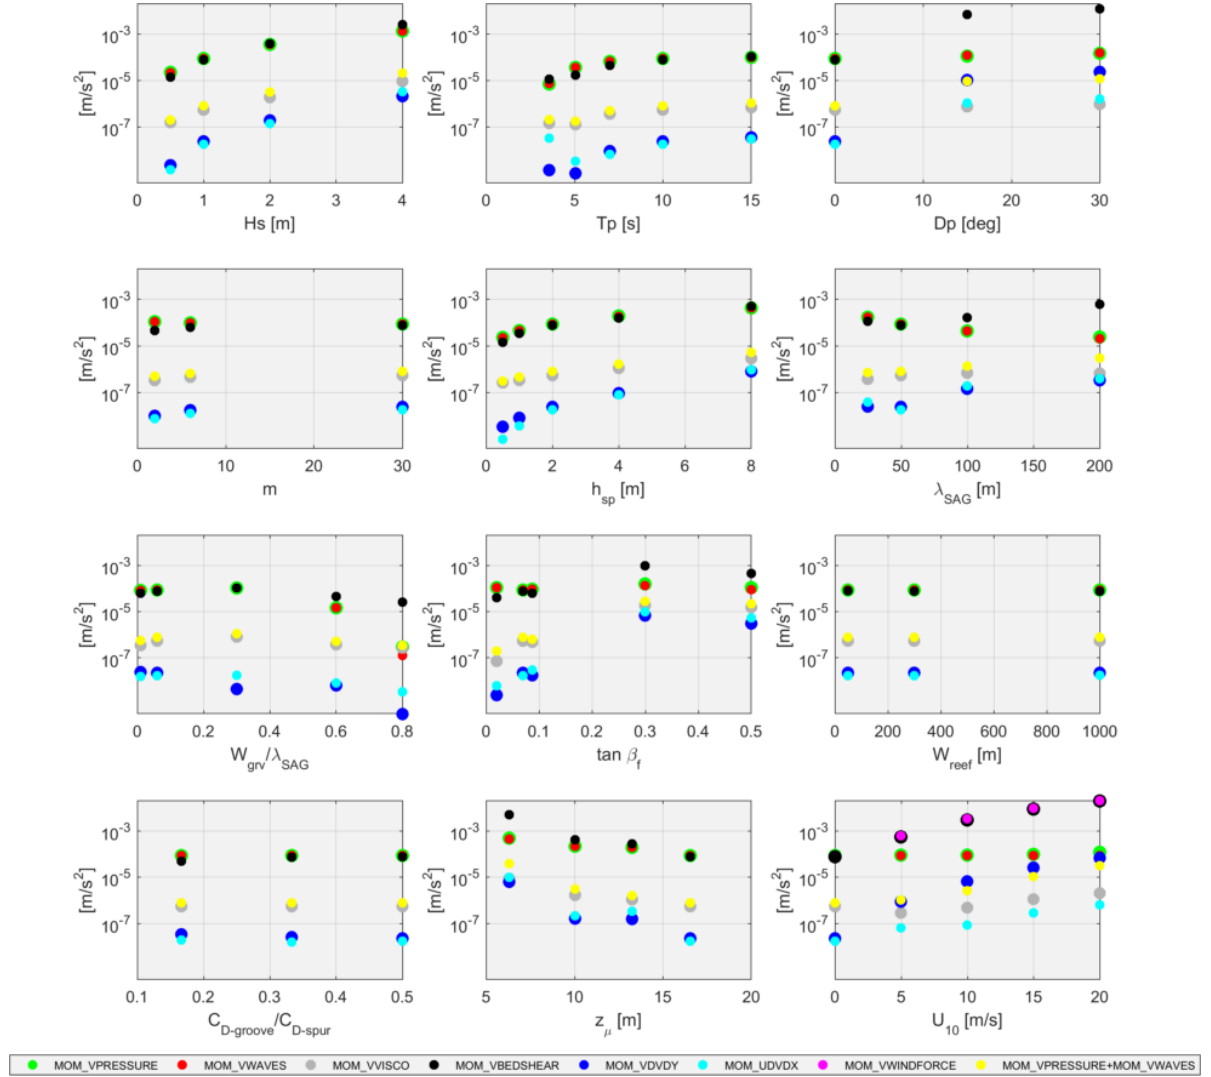 10^-3
10^-5
10^-7
[m/s^2]
0 1 2 3 4
Hs [m]
10^-3
10^-5
10^-7
[m/s^2]
0 5 10 15
Tp [s]
10^-3
10^-5
10^-7
[m/s^2]
0 10 20 30
Dp [deg]
10^-3
10^-5
10^-7
[m/s^2]
0 10 20 30
m
10^-3
10^-5
10^-7
[m/s^2]
0 2 4 6 8
h_sp [m]
10^-3
10^-5
10^-7
[m/s^2]
0 50 100 150 200
λ_SAG [m]
10^-3
10^-5
10^-7
[m/s^2]
0 0.2 0.4 0.6 0.8
W_grv/λ_SAG
10^-3
10^-5
10^-7
[m/s^2]
0 0.1 0.2 0.3 0.4 0.5
tan β_f
10^-3
10^-5
10^-7
[m/s^2]
0 200 400 600 800 1000
W_reef [m]
10^-3
10^-5
10^-7
[m/s^2]
0.1 0.2 0.3 0.4 0.5
C_D-groove/C_D-spur
10^-3
10^-5
10^-7
[m/s^2]
5 10 15 20
z_μ [m]
10^-3
10^-5
10^-7
[m/s^2]
0 5 10 15 20
U_10 [m/s]
MOM_VPRESSURE MOM_VWAVES MOM_VVISCO MOM_VBEDSHEAR MOM_VDVDY MOM_UDVDX MOM_VWINDFORCE MOM_VPRESSURE+MOM_VWAVES